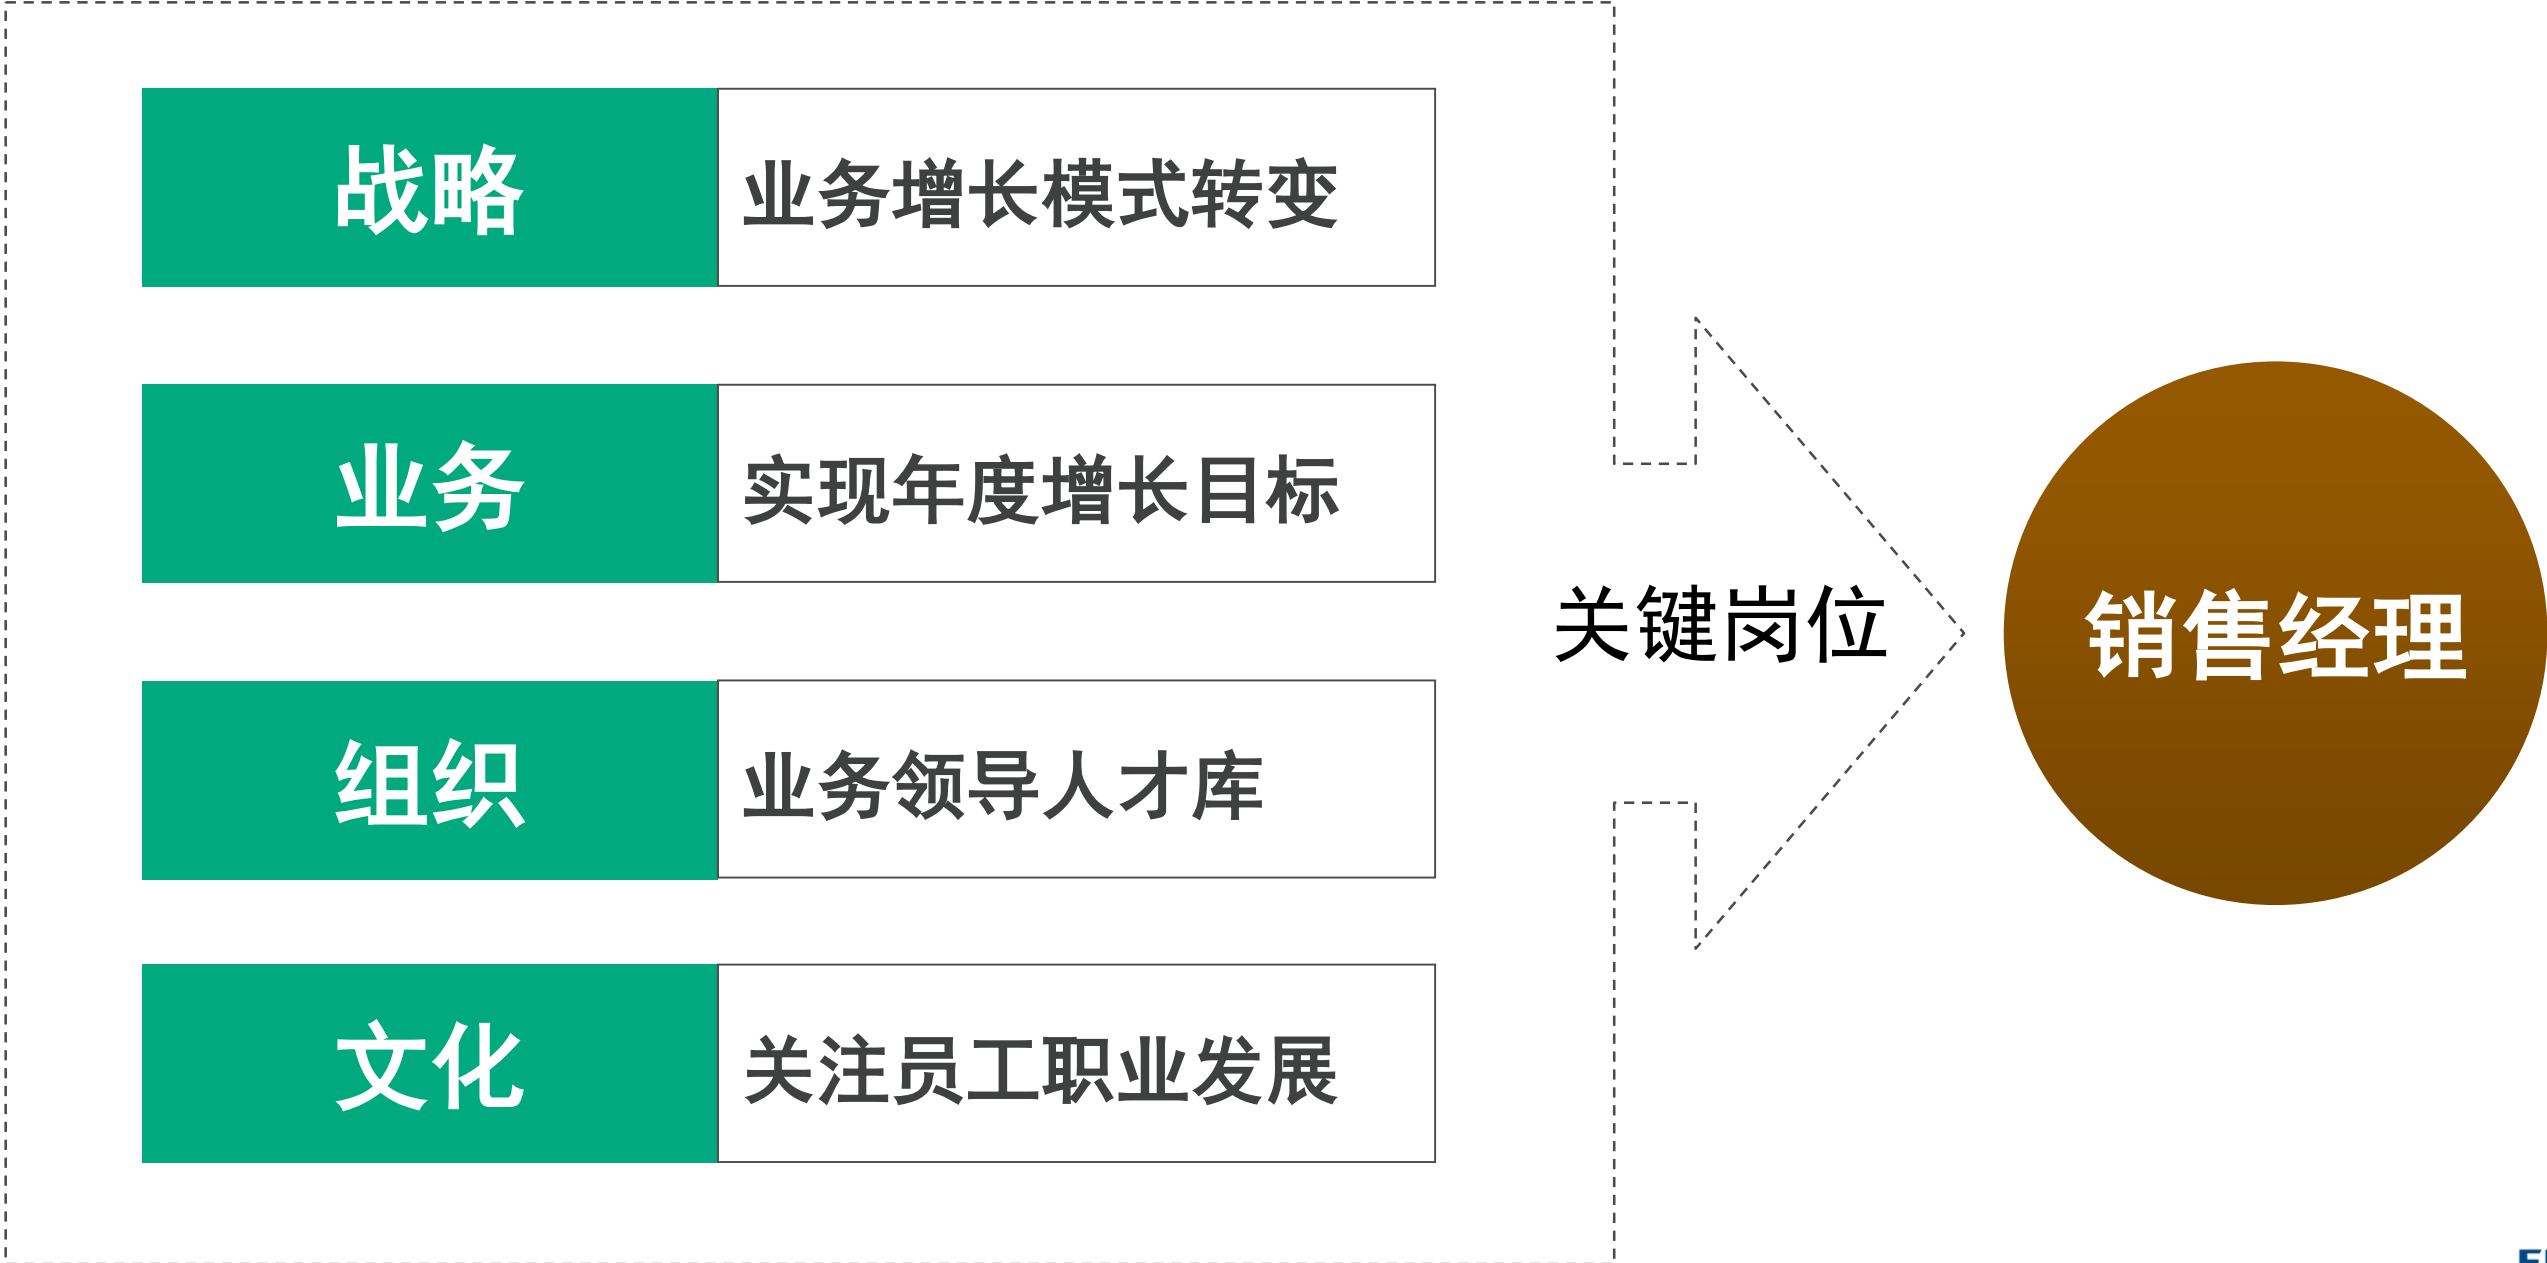 战略
业务增长模式转变
业务
实现年度增长目标
组织
业务领导人才库
文化
关注员工职业发展
关键岗位
销售经理